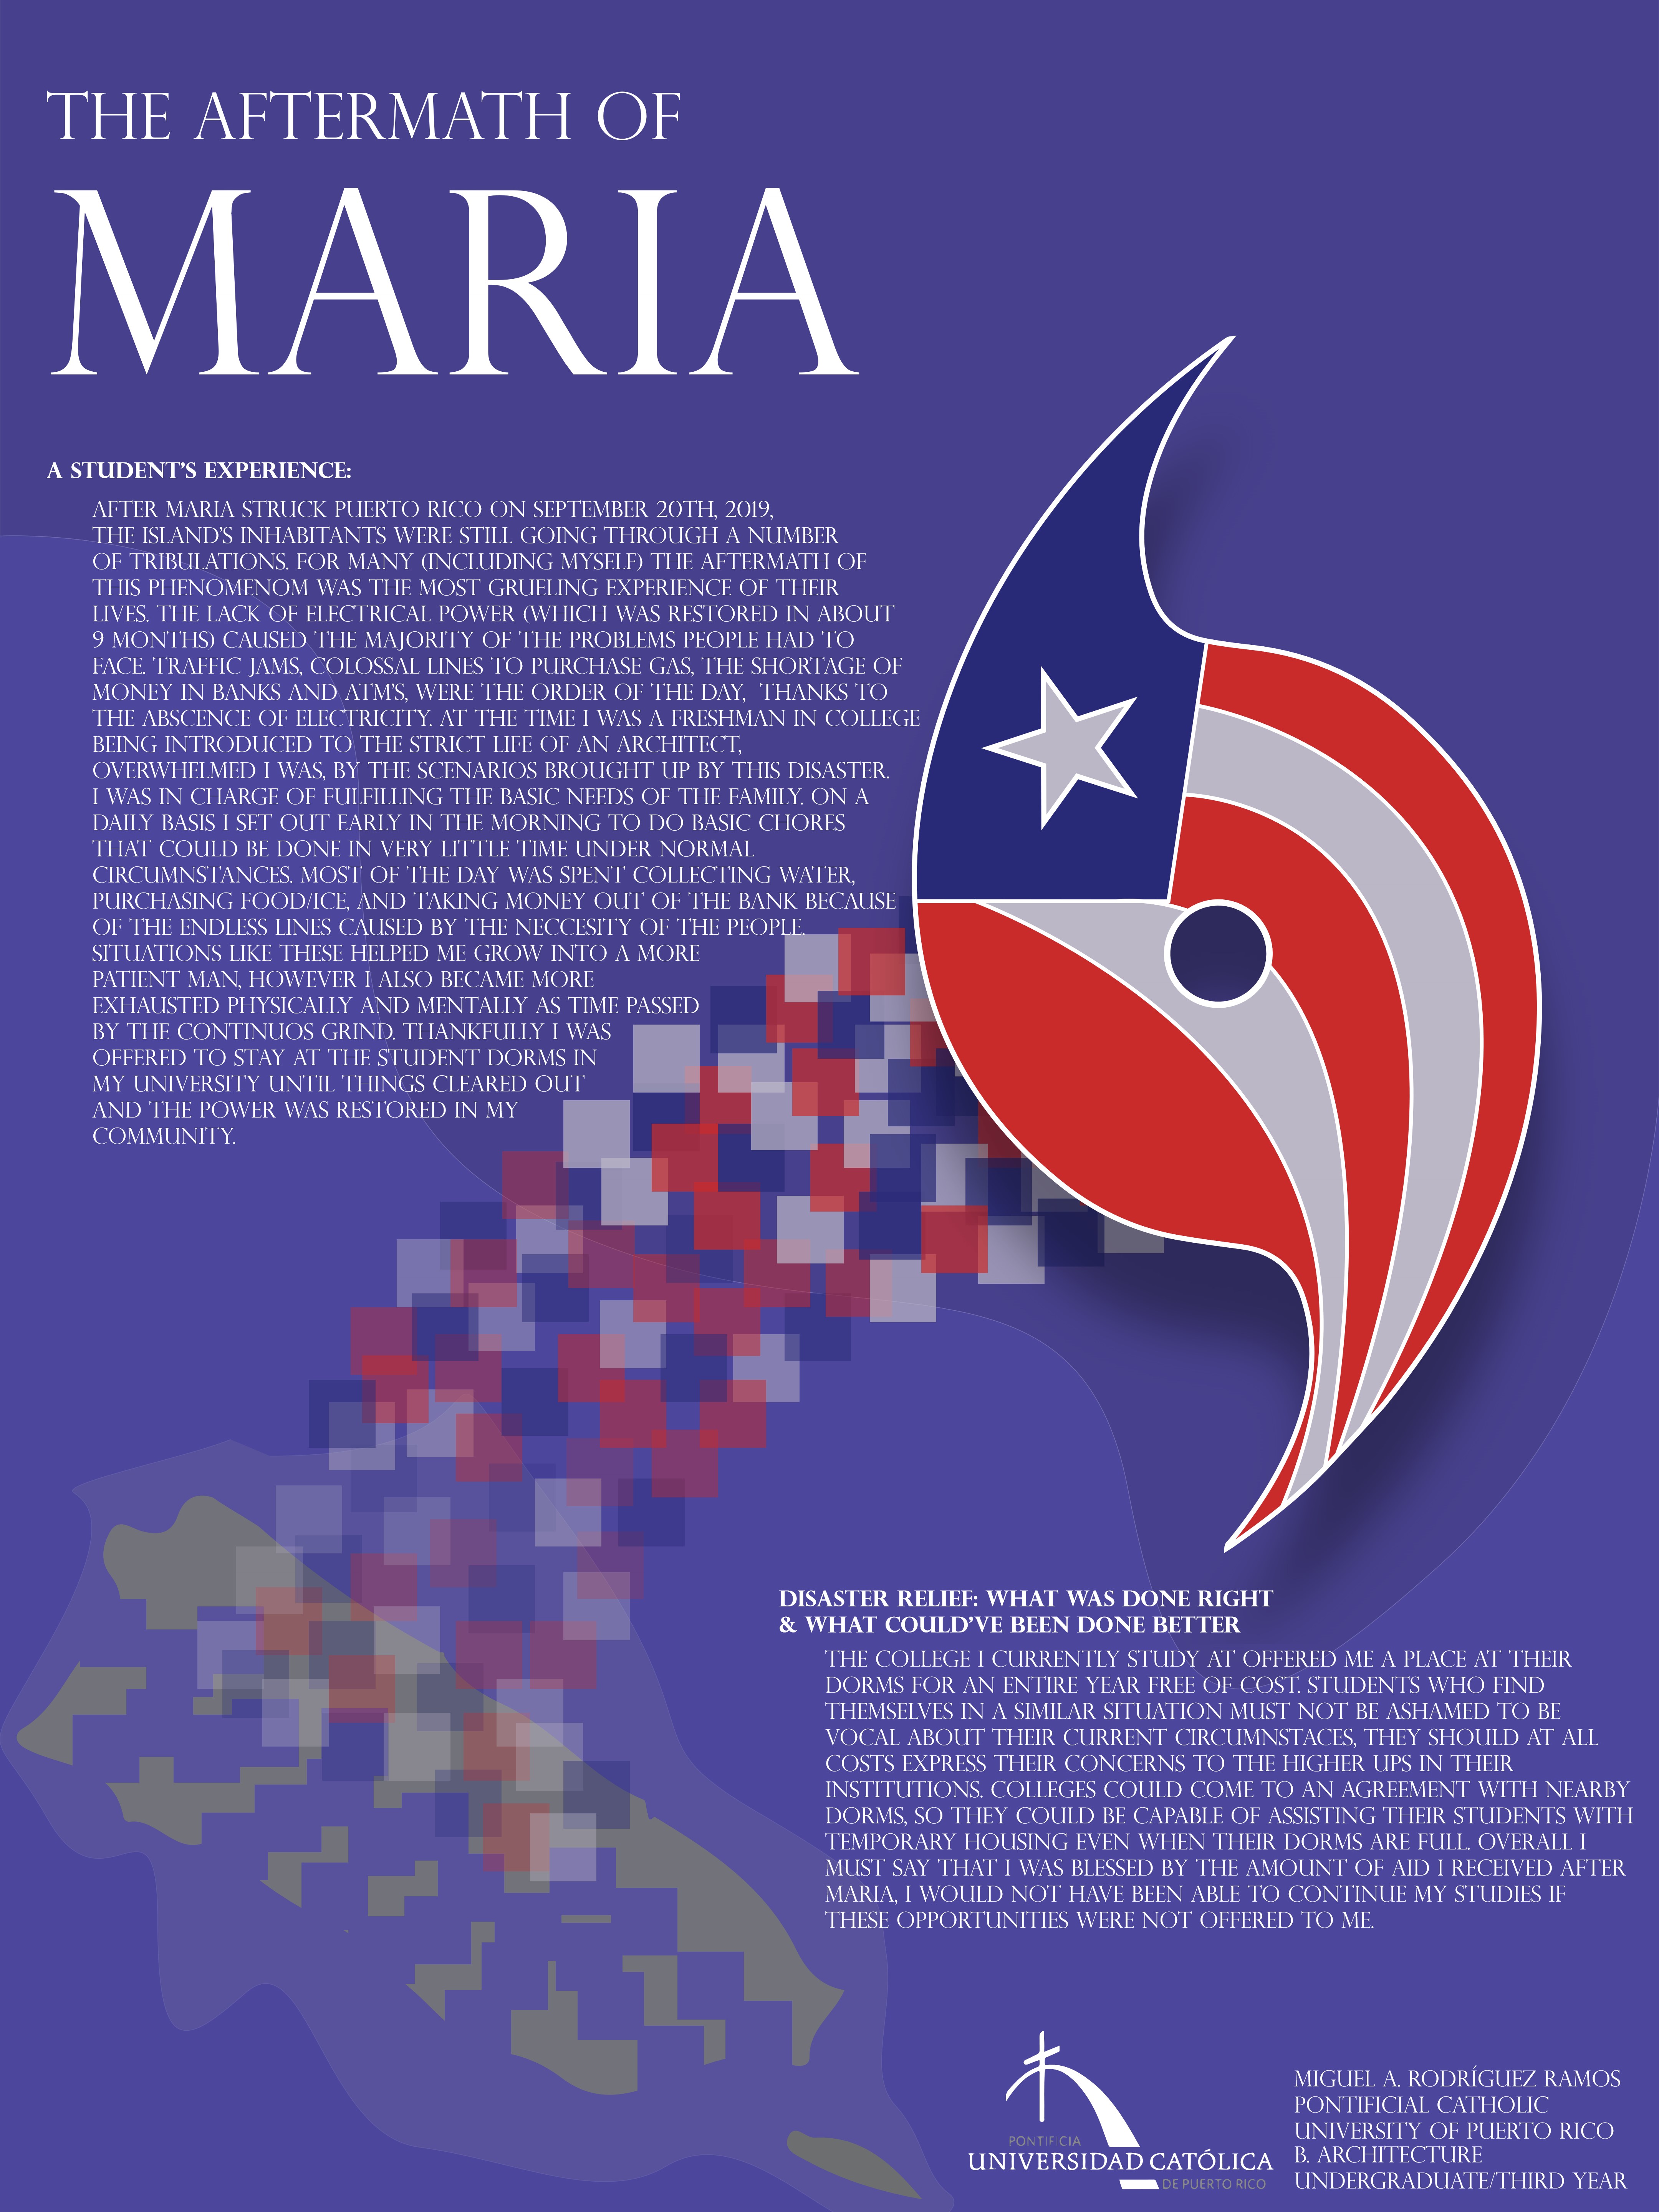 THE AFTERMATH OF
MARIA
A STUDENT'S EXPERIENCE:
AFTER MARIA STRUCK PUERTO RICO ON SEPTEMBER 20TH, 2019,
THE ISLAND'S INHABITANTS WERE STILL GOING THROUGH A NUMBER
OF TRIBULATIONS. FOR MANY (INCLUDING MYSELF) THE AFTERMATH OF
THIS PHENOMENOM WAS THE MOST GRUELING EXPERIENCE OF THEIR
LIVES. THE LACK OF ELECTRICAL POWER (WHICH WAS RESTORED IN ABOUT
9 MONTHS) CAUSED THE MAJORITY OF THE PROBLEMS PEOPLE HAD TO
FACE. TRAFFIC JAMS, COLOSSAL LINES TO PURCHASE GAS, THE SHORTAGE OF
MONEY IN BANKS AND ATM'S, WERE THE ORDER OF THE DAY, THANKS TO
THE ABSCENCE OF ELECTRICITY. AT THE TIME I WAS A FRESHMAN IN COLLEGE
BEING INTRODUCED TO THE STRICT LIFE OF AN ARCHITECT,
OVERWHELMED I WAS, BY THE SCENARIOS BROUGHT UP BY THIS DISASTER.
I WAS IN CHARGE OF FULFILLING THE BASIC NEEDS OF THE FAMILY. ON A
DAILY BASIS I SET OUT EARLY IN THE MORNING TO DO BASIC CHORES
THAT COULD BE DONE IN VERY LITTLE TIME UNDER NORMAL
CIRCUMNSTANCES. MOST OF THE DAY WAS SPENT COLLECTING WATER,
PURCHASING FOOD/ICE, AND TAKING MONEY OUT OF THE BANK BECAUSE
OF THE ENDLESS LINES CAUSED BY THE NECCESITY OF THE PEOPLE.
SITUATIONS LIKE THESE HELPED ME GROW INTO A MORE
PATIENT MAN, HOWEVER I ALSO BECAME MORE
EXHAUSTED PHYSICALLY AND MENTALLY AS TIME PASSED
BY THE CONTINUOS GRIND. THANKFULLY I WAS
OFFERED TO STAY AT THE STUDENT DORMS IN
MY UNIVERSITY UNTIL THINGS CLEARED OUT
AND THE POWER WAS RESTORED IN MY
COMMUNITY.
DISASTER RELIEF: WHAT WAS DONE RIGHT
& WHAT COULD'VE BEEN DONE BETTER
THE COLLEGE I CURRENTLY STUDY AT OFFERED ME A PLACE AT THEIR
DORMS FOR AN ENTIRE YEAR FREE OF COST. STUDENTS WHO FIND
THEMSELVES IN A SIMILAR SITUATION MUST NOT BE ASHAMED TO BE
VOCAL ABOUT THEIR CURRENT CIRCUMNSTACES, THEY SHOULD AT ALL
COSTS EXPRESS THEIR CONCERNS TO THE HIGHER UPS IN THEIR
INSTITUTIONS. COLLEGES COULD COME TO AN AGREEMENT WITH NEARBY
DORMS, SO THEY COULD BE CAPABLE OF ASSISTING THEIR STUDENTS WITH
TEMPORARY HOUSING EVEN WHEN THEIR DORMS ARE FULL. OVERALL I
MUST SAY THAT I WAS BLESSED BY THE AMOUNT OF AID I RECEIVED AFTER
MARIA, I WOULD NOT HAVE BEEN ABLE TO CONTINUE MY STUDIES IF
THESE OPPORTUNITIES WERE NOT OFFERED TO ME.
PONTIFICIA
UNIVERSIDAD CATÓLICA
DE PUERTO RICO
MIGUEL A. RODRÍGUEZ RAMOS
PONTIFICIAL CATHOLIC
UNIVERSITY OF PUERTO RICO
B. ARCHITECTURE
UNDERGRADUATE/THIRD YEAR